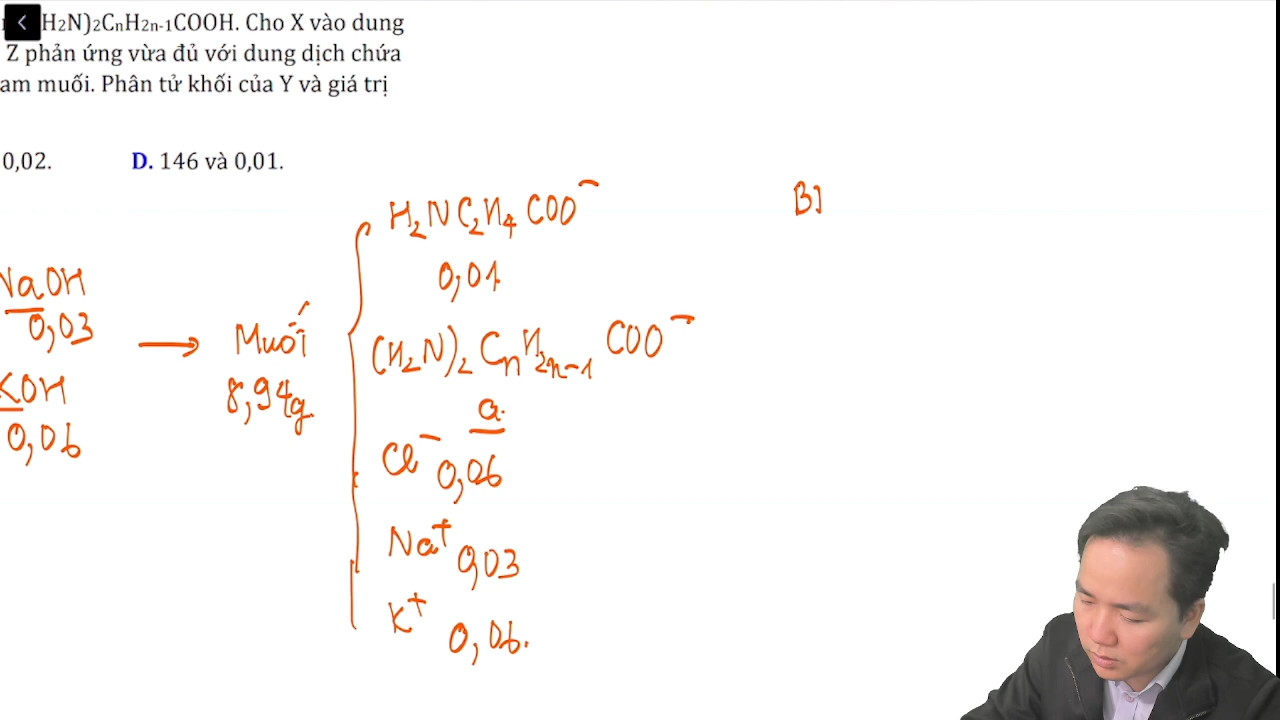 H2N)2CnH2n-1COOH. Cho X vào dung
Z phản ứng vừa đủ với dung dịch chứa
am muối. Phân tử khối của Y và giá trị
0,02. D. 146 và 0,01.
H2NC2H4COO⁻
0,01
NaOH
0,03
Muối
8,94g
(H2N)2CnH2n-1COO⁻
a
KOH
0,06
Cl⁻ 0,06
Na⁺ 0,03
K⁺ 0,06.